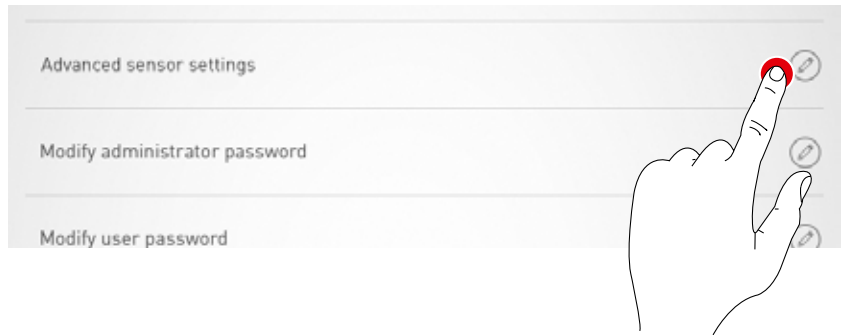 Advanced sensor settings
Modify administrator password
Modify user password